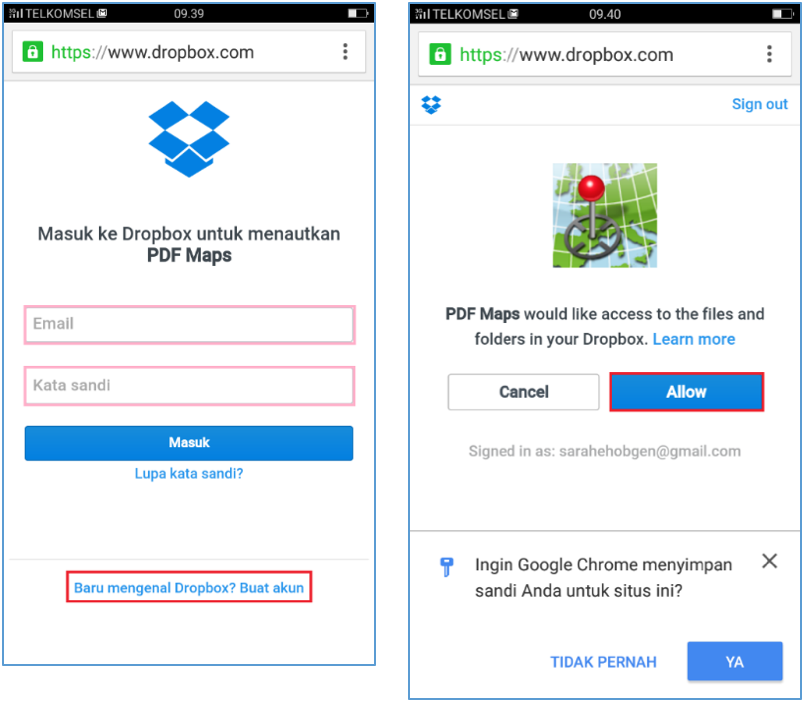 TELKOMSEL
09.39
https://www.dropbox.com
Masuk ke Dropbox untuk menautkan
PDF Maps
Email
Kata sandi
Masuk
Lupa kata sandi?
Baru mengenal Dropbox? Buat akun
TELKOMSEL
09.40
https://www.dropbox.com
Sign out
PDF Maps would like access to the files and
folders in your Dropbox. Learn more
Cancel
Allow
Signed in as: sarahehobgen@gmail.com
Ingin Google Chrome menyimpan
sandi Anda untuk situs ini?
TIDAK PERNAH
YA